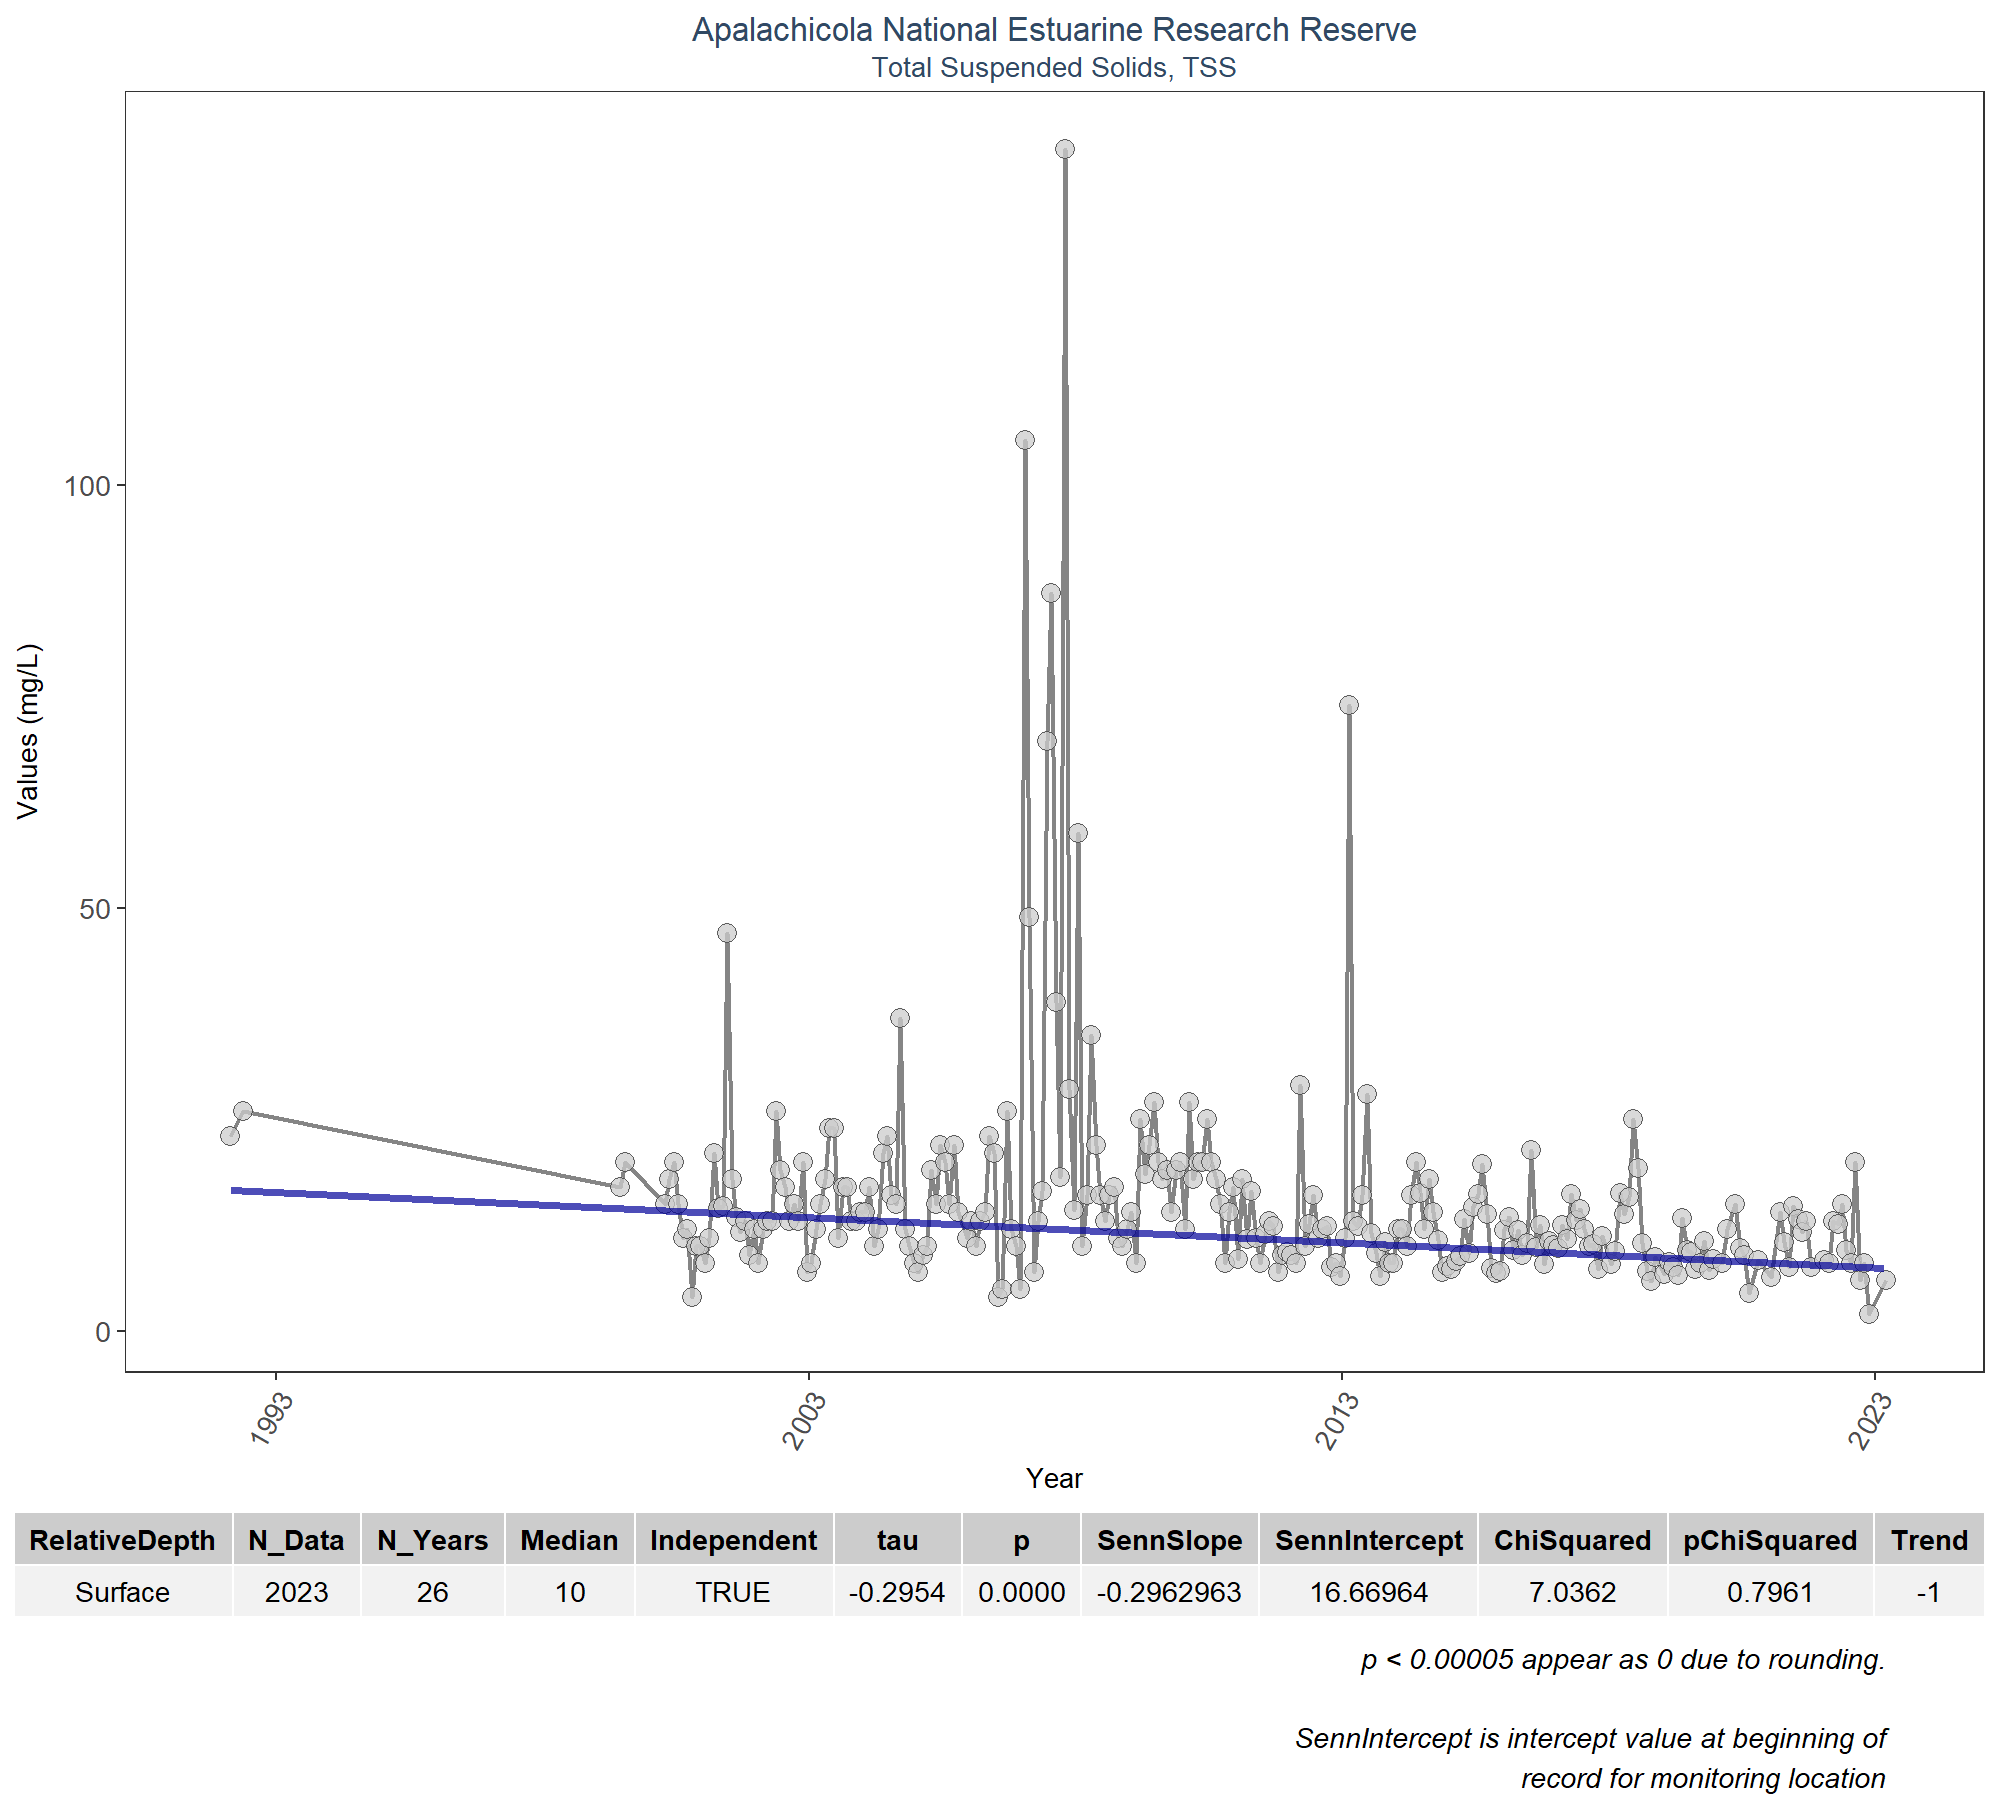 Apalachicola National Estuarine Research Reserve
Total Suspended Solids, TSS
Values (mg/L)
100
50
0
1993
2003
2013
2023
Year
RelativeDepth N_Data N_Years Median Independent tau p SennSlope SennIntercept ChiSquared pChiSquared Trend
Surface 2023 26 10 TRUE -0.2954 0.0000 -0.2962963 16.66964 7.0362 0.7961 -1
p < 0.00005 appear as 0 due to rounding.
SennIntercept is intercept value at beginning of
record for monitoring location